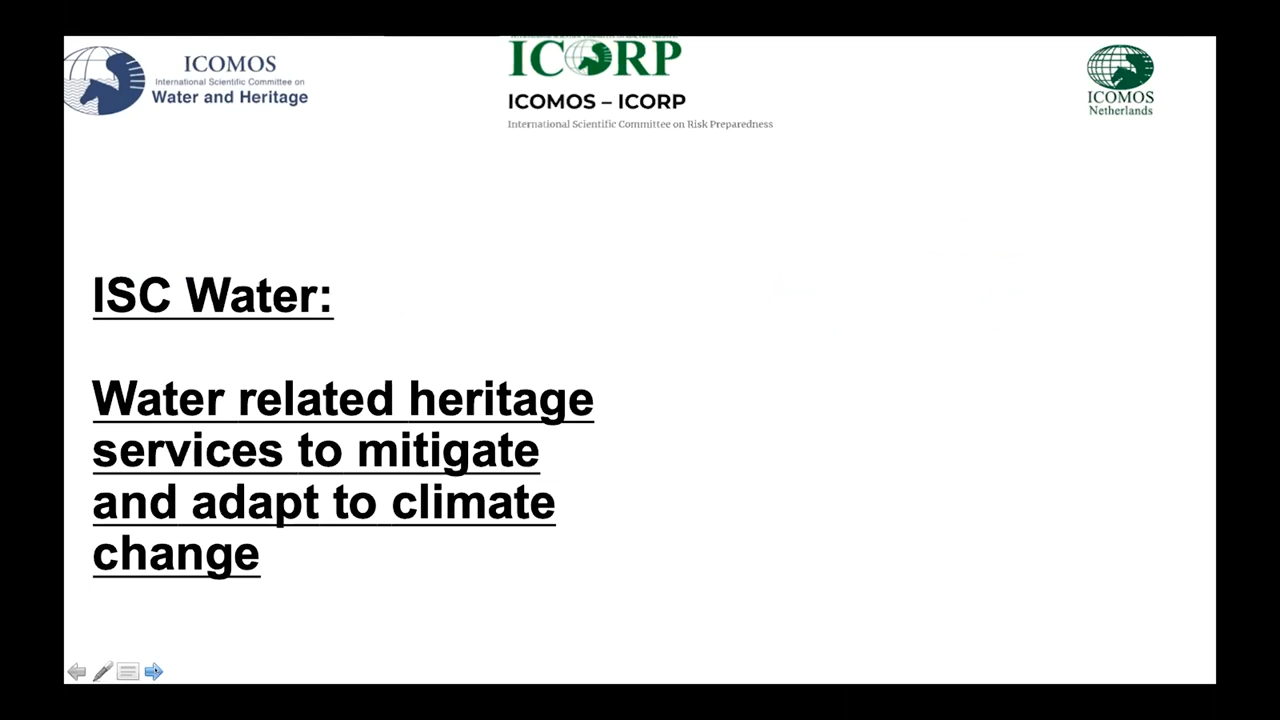 ICOMOS
International Scientific Committee on
Water and Heritage
ICORP
ICOMOS – ICORP
International Scientific Committee on Risk Preparedness
ICOMOS
Netherlands
ISC Water:
Water related heritage
services to mitigate
and adapt to climate
change